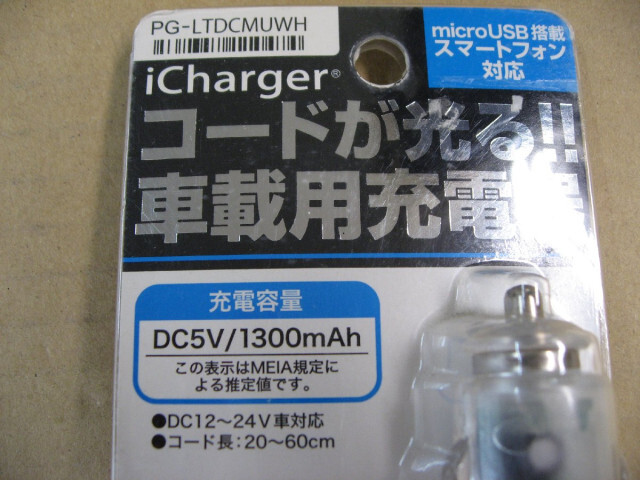 PG-LTDCMUWH
microUSB搭載
スマートフォン
対応
iCharger®
コードが光る!!
車載用充電器
充電容量
DC5V/1300mAh
この表示はMEIA規定に
よる推定値です。
●DC12～24V車対応
●コード長:20～60cm